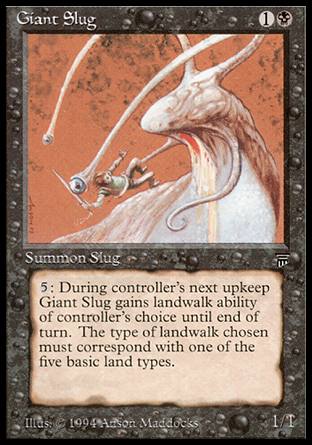 Giant Slug 1
Summon Slug
5: During controller's next upkeep
Giant Slug gains landwalk ability
of controller's choice until end of
turn. The type of landwalk chosen
must correspond with one of the
five basic land types.
Illus: © 1994 Anson Maddocks 1/1